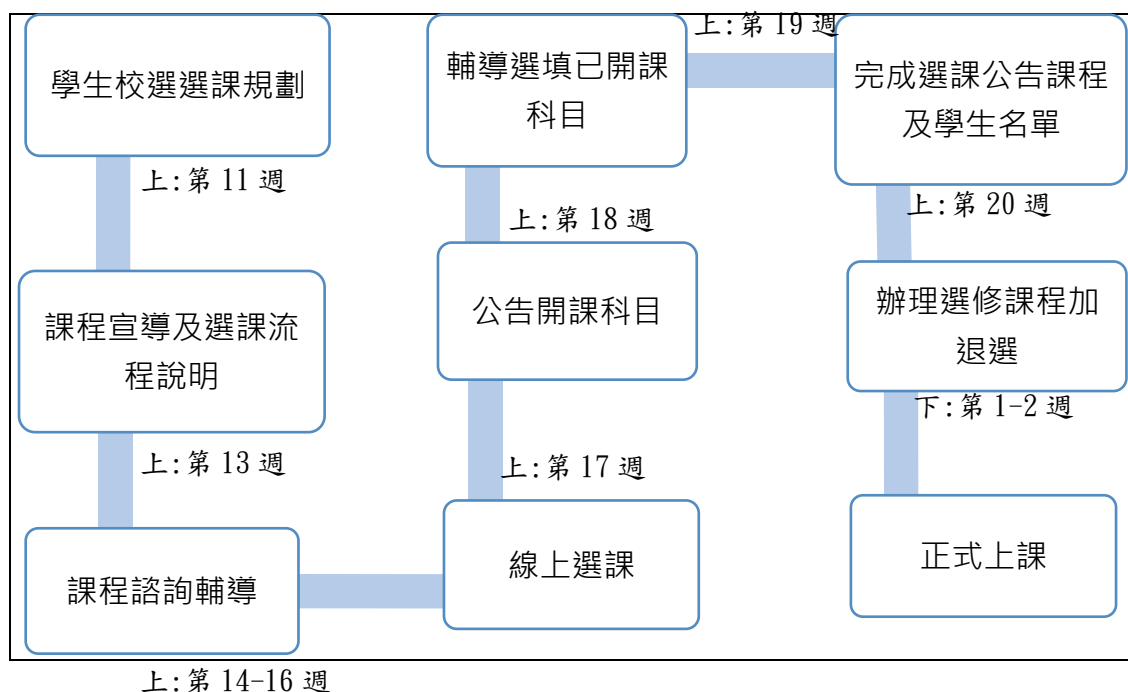 學生校選選課規劃
上:第 11 週
課程宣導及選課流
程說明
上:第 13 週
課程諮詢輔導
上:第 14-16 週
線上選課
上:第 17 週
公告開課科目
上:第 18 週
輔導選填已開課
科目
上:第 19 週
完成選課公告課程
及學生名單
上:第 20 週
辦理選修課程加
退選
下:第 1-2 週
正式上課